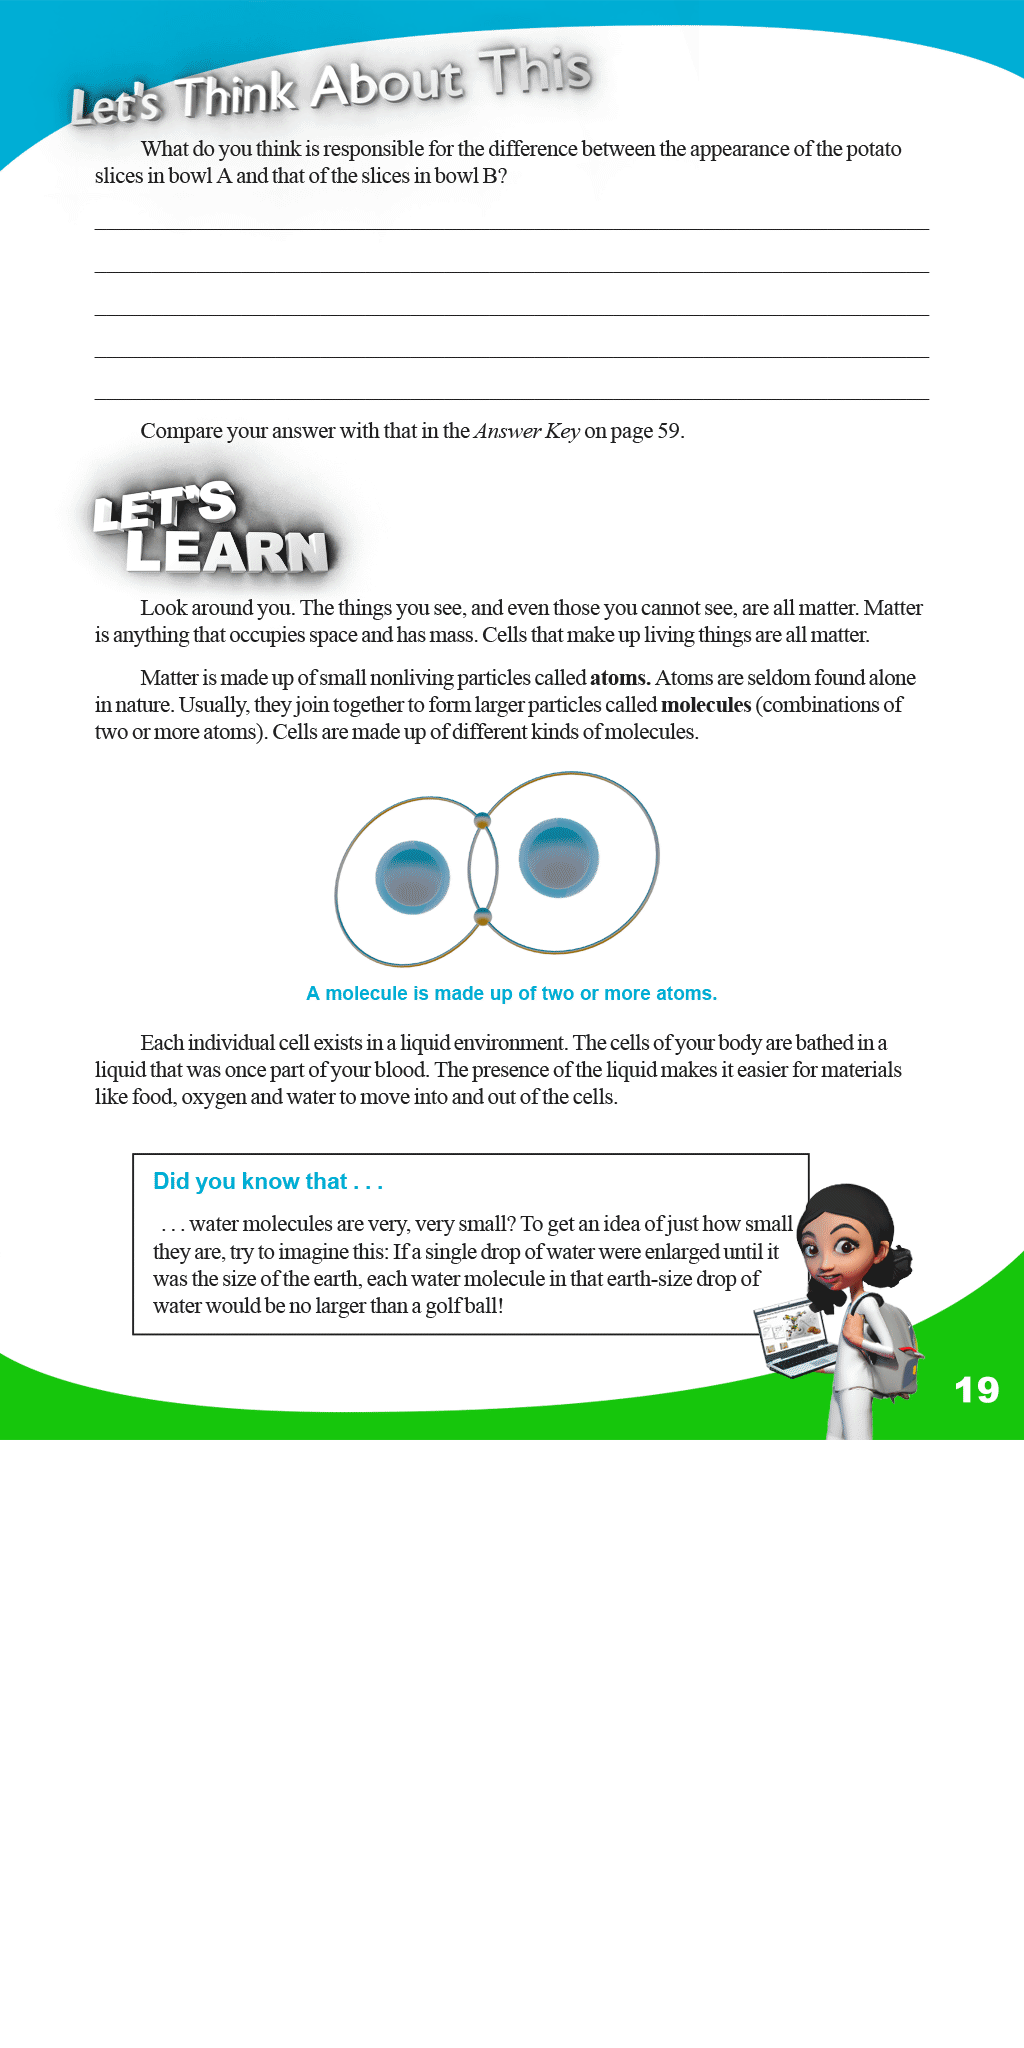 Let's Think About This
What do you think is responsible for the difference between the appearance of the potato
slices in bowl A and that of the slices in bowl B?
Compare your answer with that in the Answer Key on page 59.
LET'S
LEARN
Look around you. The things you see, and even those you cannot see, are all matter. Matter
is anything that occupies space and has mass. Cells that make up living things are all matter.
Matter is made up of small nonliving particles called atoms. Atoms are seldom found alone
in nature. Usually, they join together to form larger particles called molecules (combinations of
two or more atoms). Cells are made up of different kinds of molecules.
A molecule is made up of two or more atoms.
Each individual cell exists in a liquid environment. The cells of your body are bathed in a
liquid that was once part of your blood. The presence of the liquid makes it easier for materials
like food, oxygen and water to move into and out of the cells.
Did you know that . . .
. . . water molecules are very, very small? To get an idea of just how small
they are, try to imagine this: If a single drop of water were enlarged until it
was the size of the earth, each water molecule in that earth-size drop of
water would be no larger than a golf ball!
19